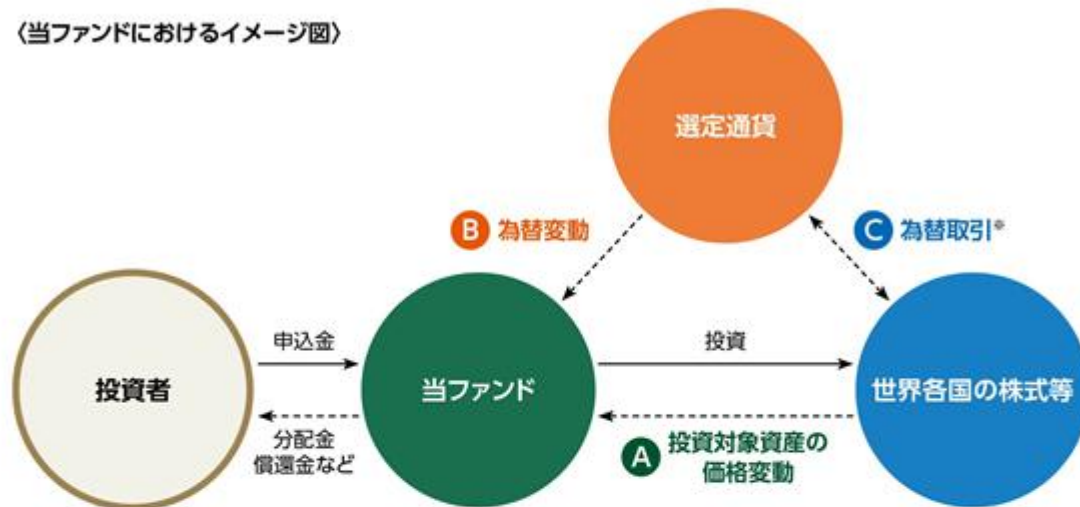 〈当ファンドにおけるイメージ図〉
選定通貨
B 為替変動
C 為替取引※
投資者
申込金
分配金
償還金など
当ファンド
投資
A 投資対象資産の
価格変動
世界各国の株式等